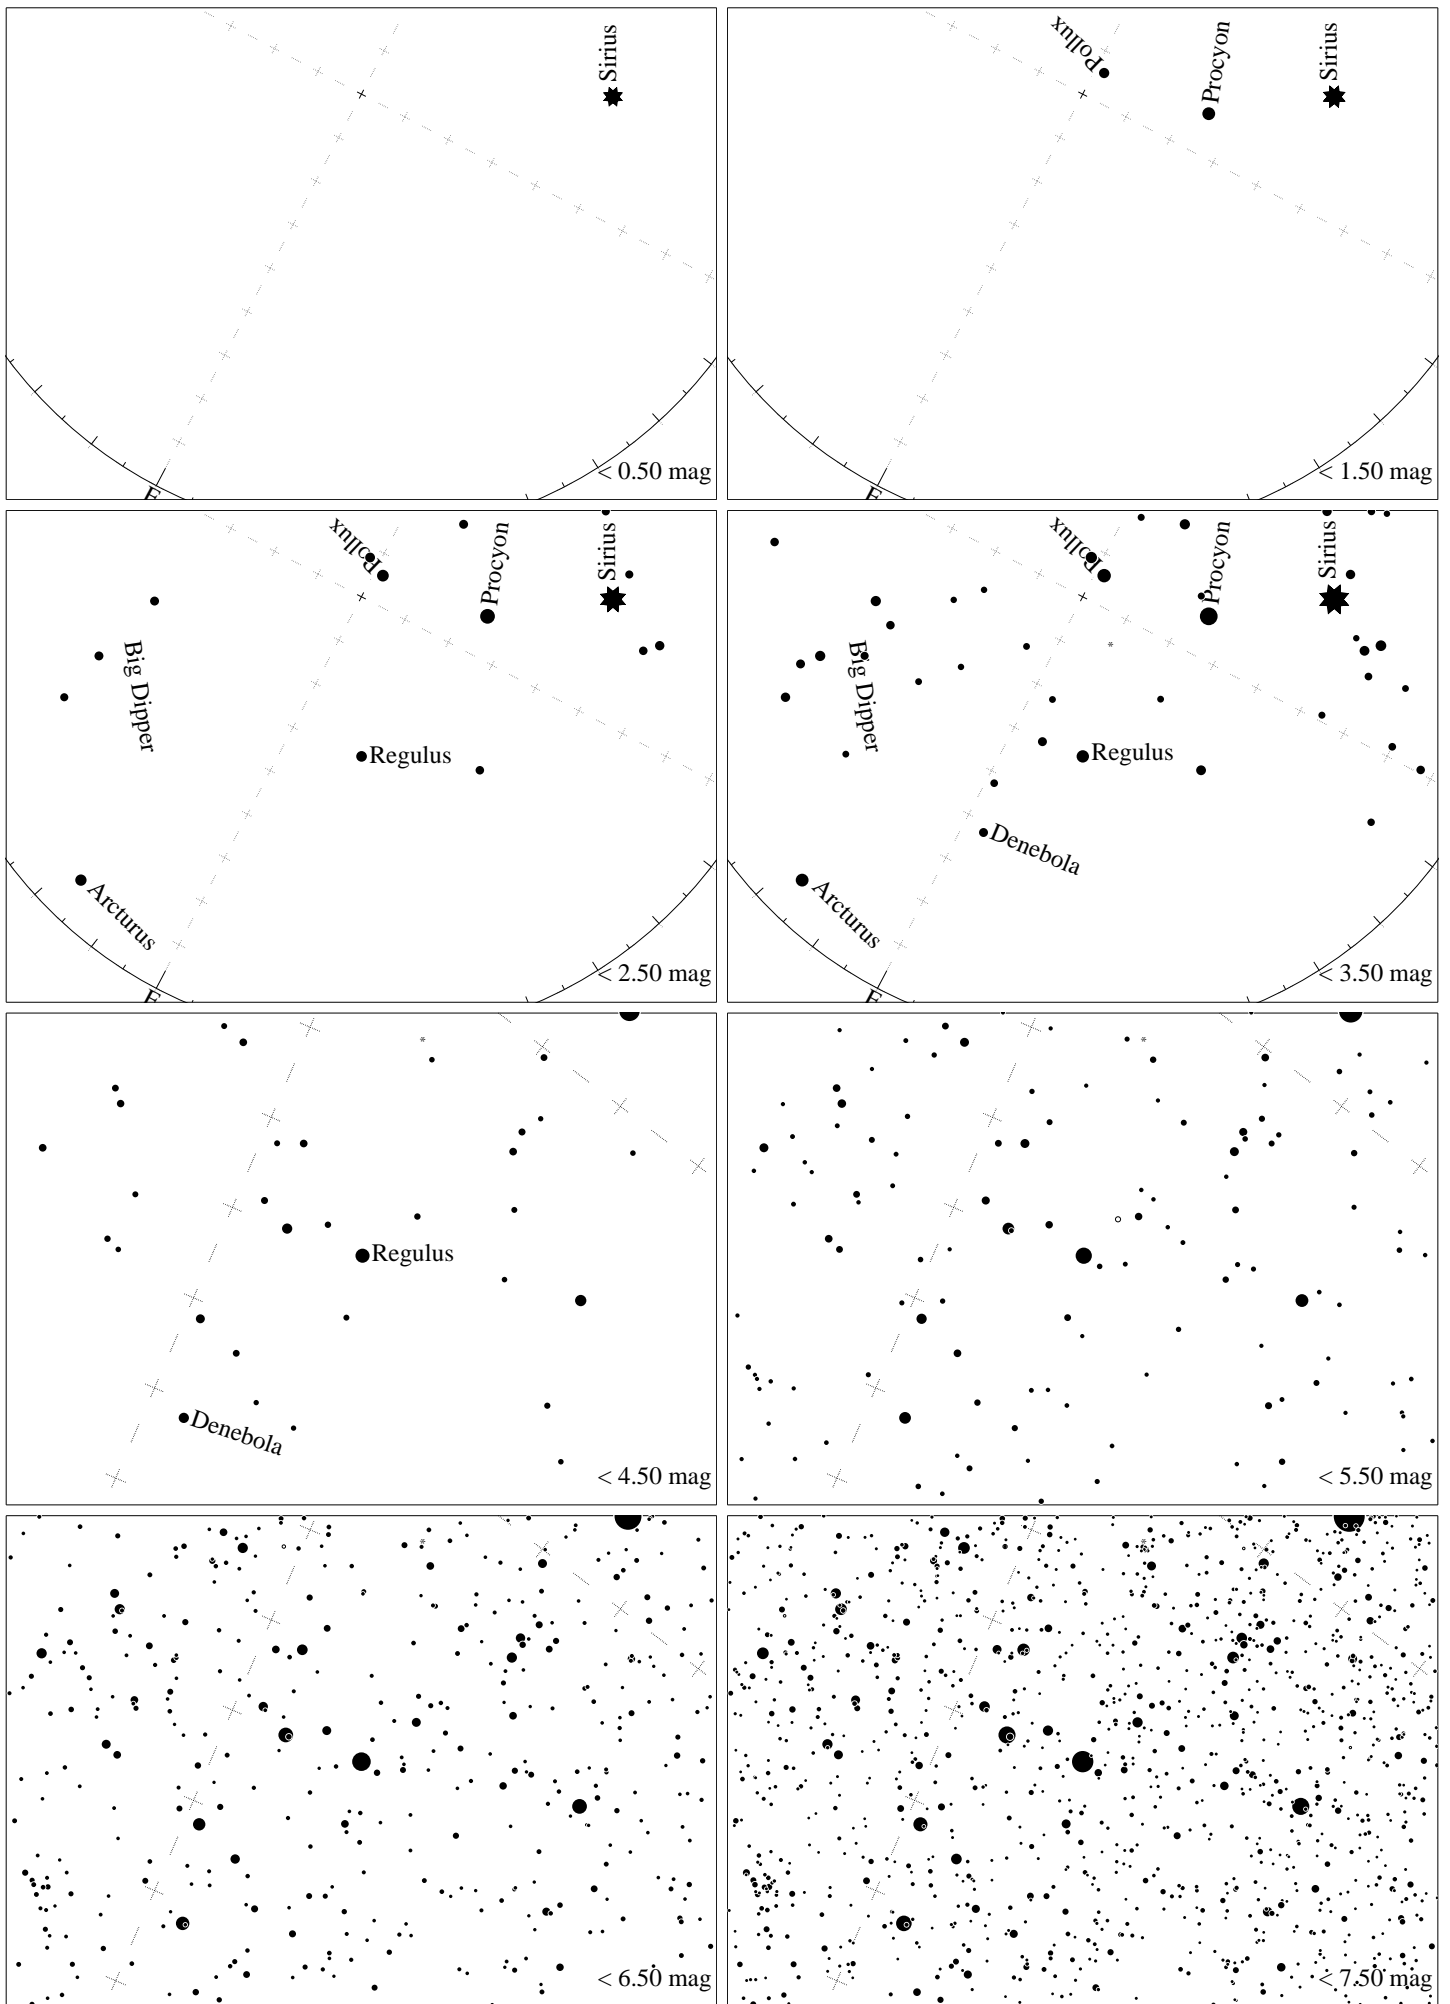 Sirius
E
< 0.50 mag
Pollux
Procyon
Sirius
E
< 1.50 mag
Pollux
Procyon
Sirius
Big Dipper
Regulus
Arcturus
E
< 2.50 mag
Pollux
Procyon
Sirius
Big Dipper
Regulus
Denebola
Arcturus
E
< 3.50 mag
Regulus
Denebola
< 4.50 mag
< 5.50 mag
< 6.50 mag
< 7.50 mag